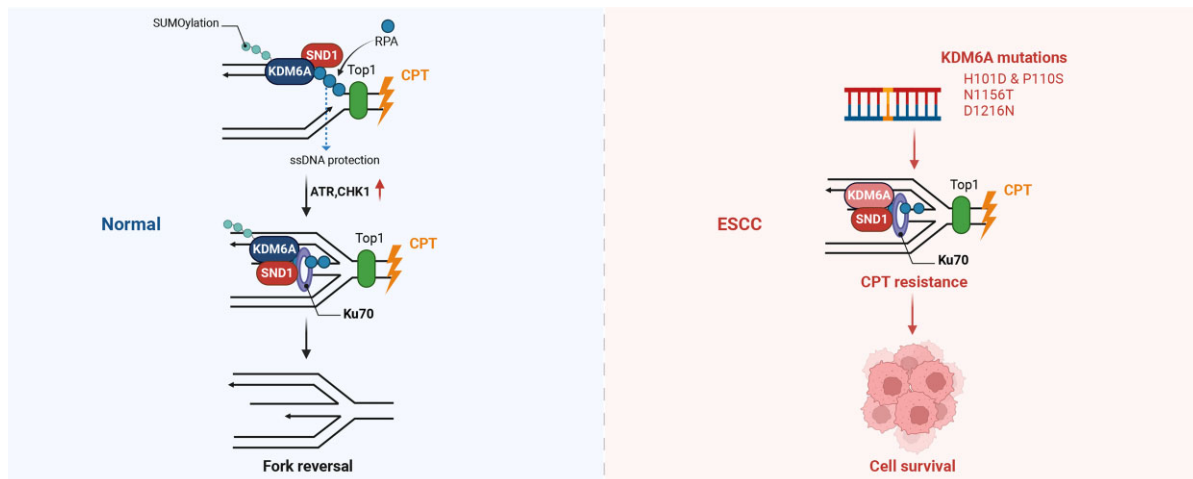 SUMOylation
RPA
SND1
KDM6A
Top1
CPT
ssDNA protection
ATR,CHK1
Normal
Top1
CPT
KDM6A
SND1
Ku70
Fork reversal
KDM6A mutations
H101D & P110S
N1156T
D1216N
ESCC
Top1
CPT
KDM6A
SND1
Ku70
CPT resistance
Cell survival